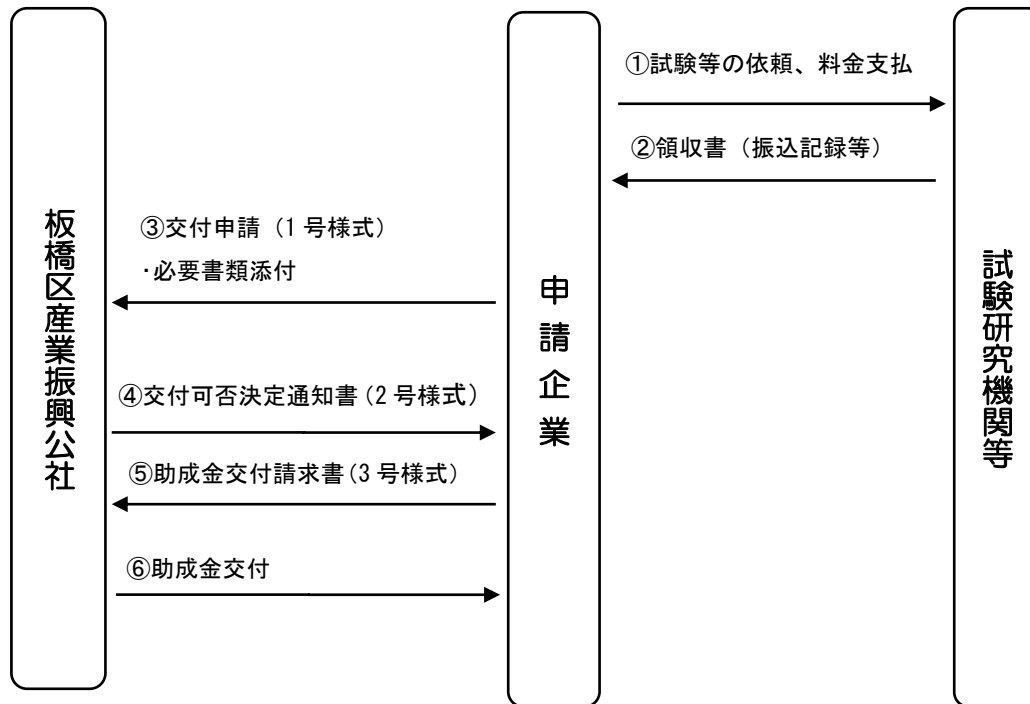 ①試験等の依頼、料金支払
②領収書（振込記録等）
板橋区産業振興公社
③交付申請（1号様式）
・必要書類添付
申請企業
試験研究機関等
④交付可否決定通知書(2号様式)
⑤助成金交付請求書(3号様式)
⑥助成金交付